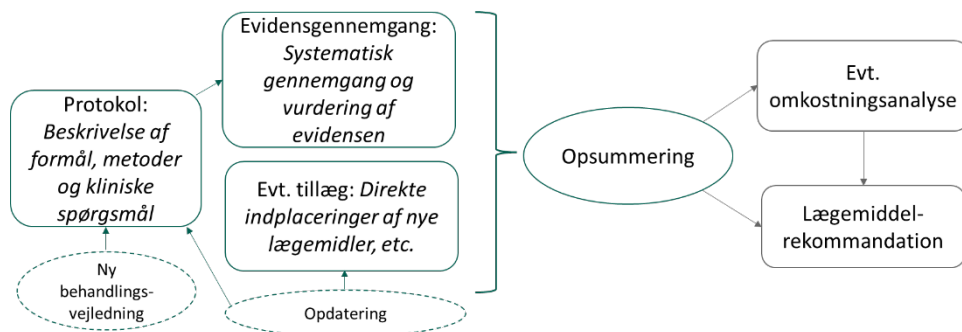 Evidensgennemgang:
Systematisk
gennemgang og
vurdering af
evidensen
Protokol:
Beskrivelse af
formål, metoder
og kliniske
spørgsmål
Evt. tillæg: Direkte
indplaceringer af nye
lægemidler, etc.
Ny
behandlings-
vejledning
Opdatering
Opsummering
Evt.
omkostningsanalyse
Lægemiddel-
rekommandation